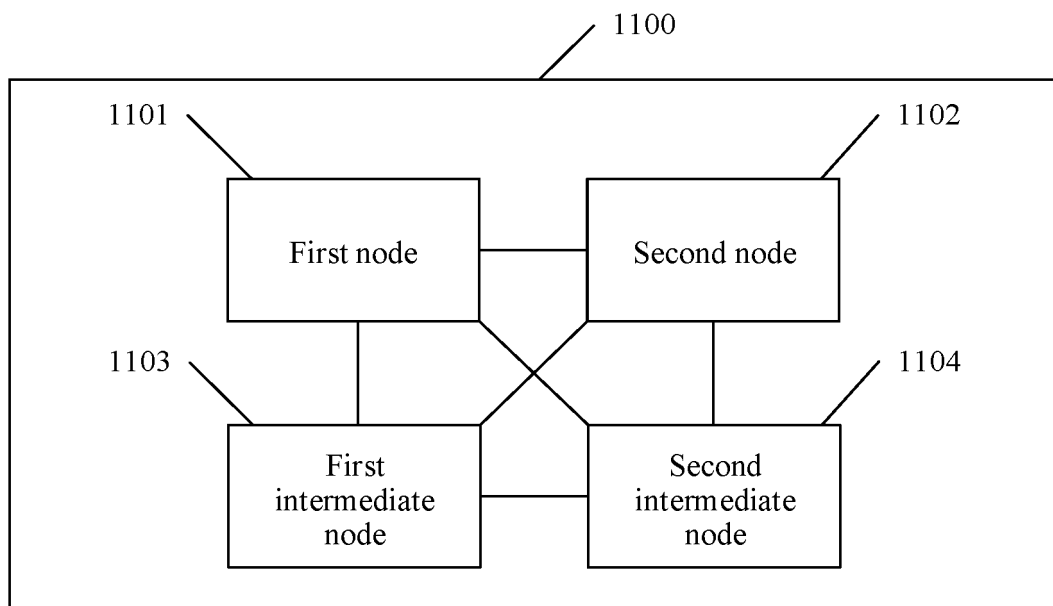 1100
1101
1102
First node
Second node
1103
1104
First
intermediate
node
Second
intermediate
node